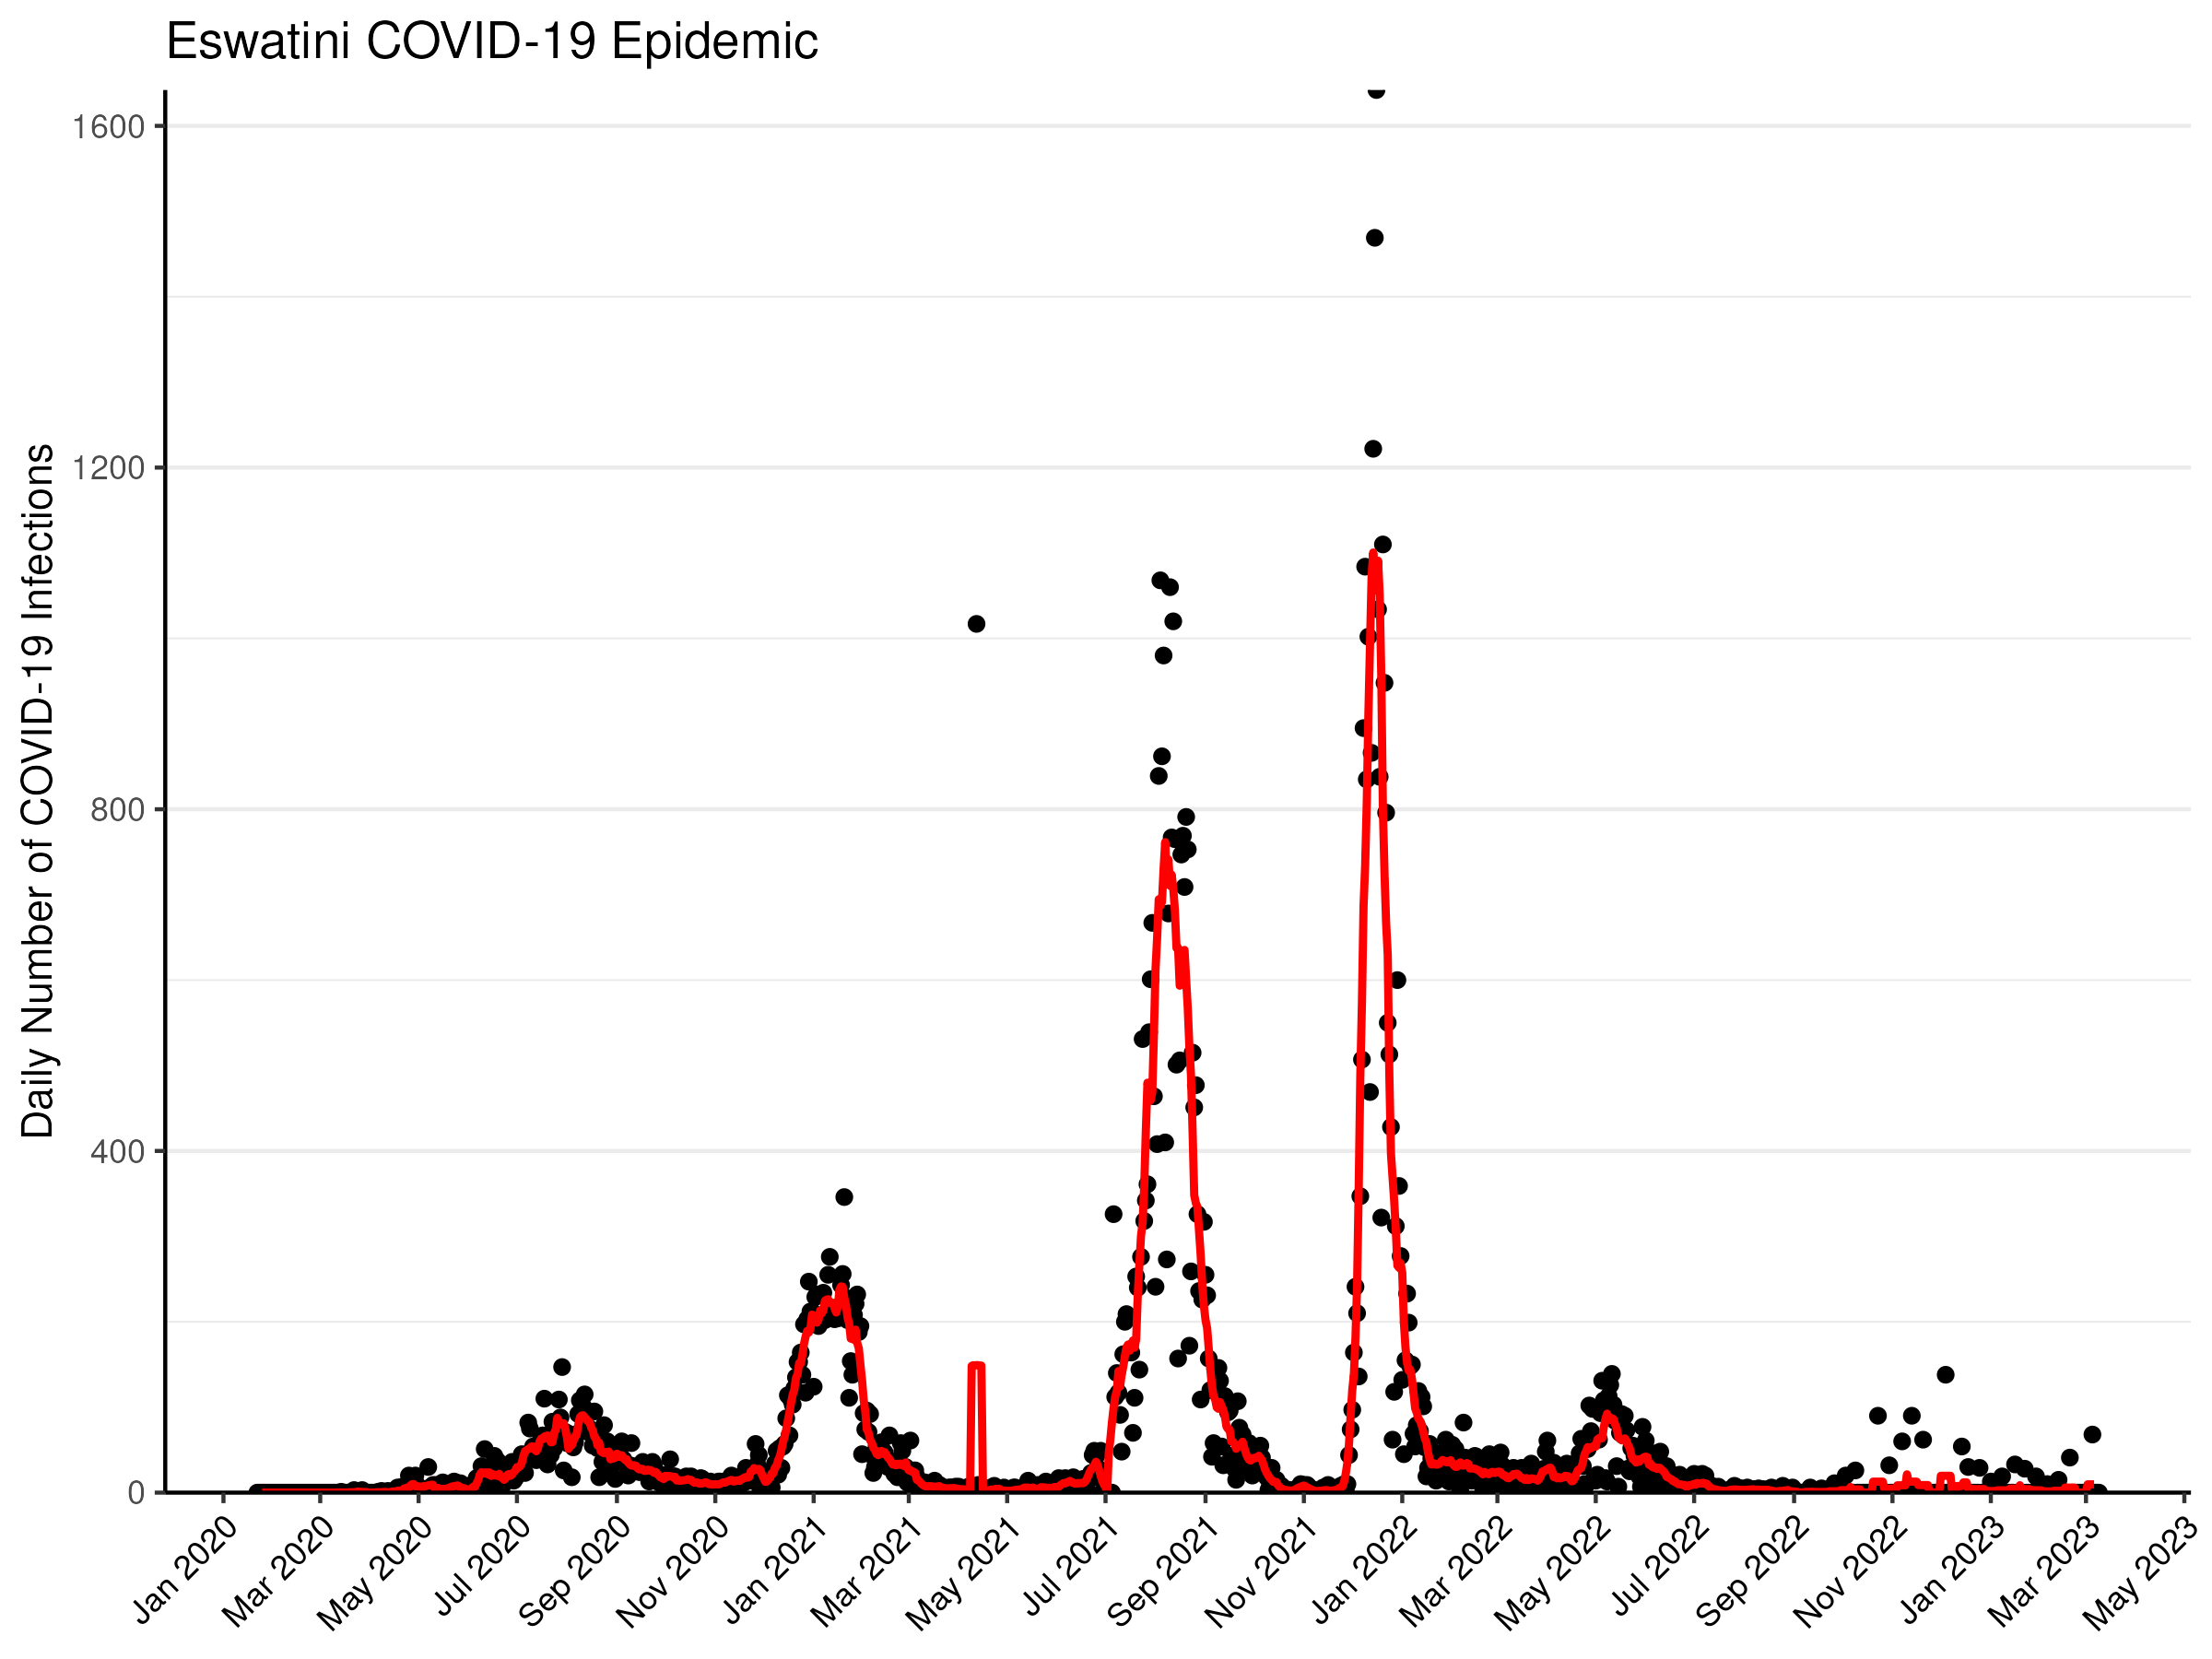 Eswatini COVID-19 Epidemic
Daily Number of COVID-19 Infections
1600
1200
800
400
0
Jan 2020
Mar 2020
May 2020
Jul 2020
Sep 2020
Nov 2020
Jan 2021
Mar 2021
May 2021
Jul 2021
Sep 2021
Nov 2021
Jan 2022
Mar 2022
May 2022
Jul 2022
Sep 2022
Nov 2022
Jan 2023
Mar 2023
May 2023